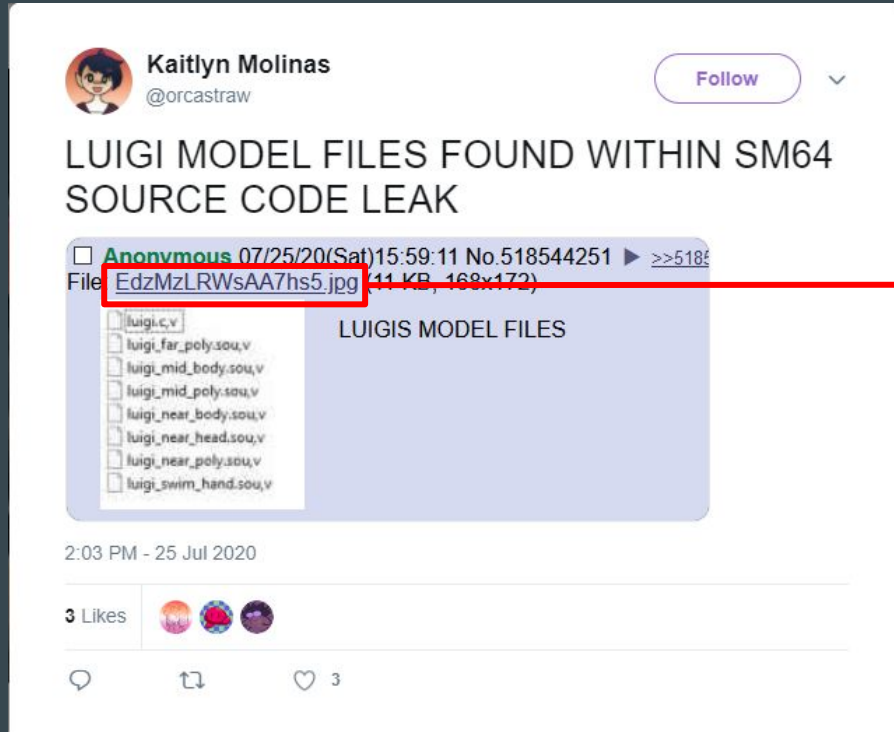 Kaitlyn Molinas
@orcastraw
Follow
LUIGI MODEL FILES FOUND WITHIN SM64
SOURCE CODE LEAK
Anonymous 07/25/20(Sat)15:59:11 No.518544251 ▶ >>5185
File EdzMzLRWsAA7hs5.jpg (11 KB, 168x172)
LUIGIS MODEL FILES
luigi.c,v
luigi_far_poly.sou,v
luigi_mid_body.sou,v
luigi_mid_poly.sou,v
luigi_near_body.sou,v
luigi_near_head.sou,v
luigi_near_poly.sou,v
luigi_swim_hand.sou,v
2:03 PM - 25 Jul 2020
3 Likes
3